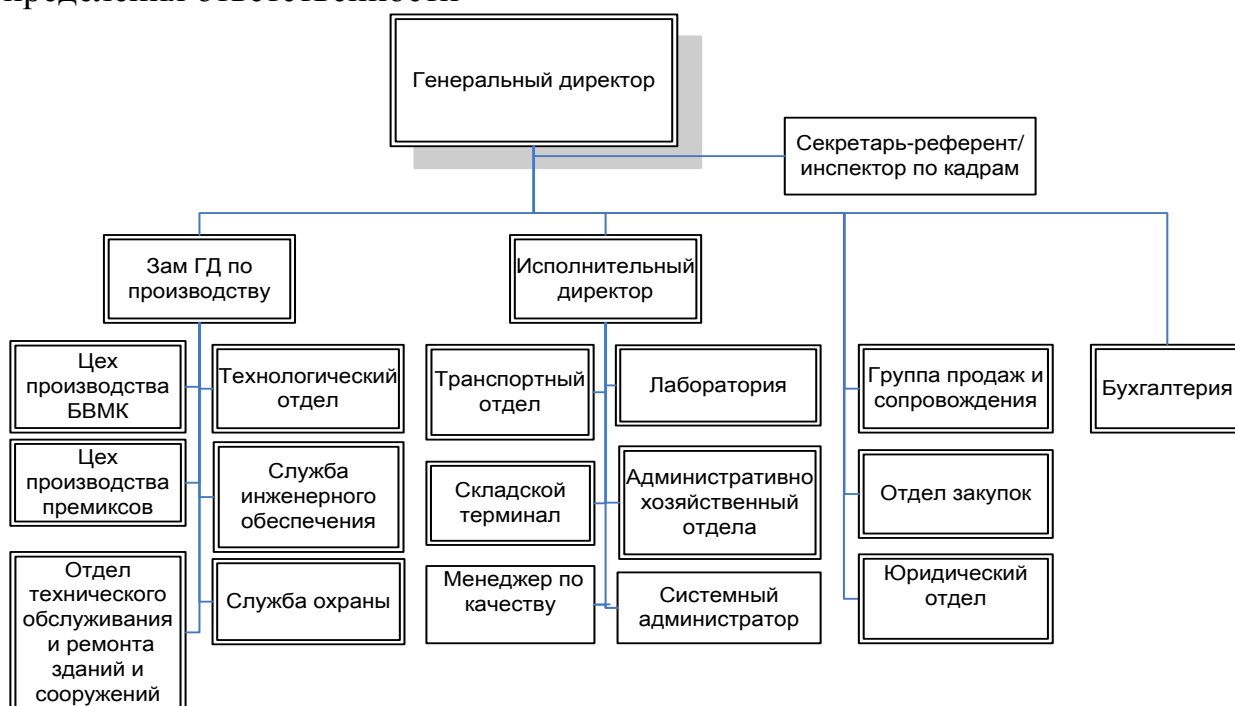 пределения ответственности
Генеральный директор
Секретарь-референт/
инспектор по кадрам
Зам ГД по
производству
Исполнительный
директор
Цех
производства
БВМК
Технологический
отдел
Транспортный
отдел
Лаборатория
Группа продаж и
сопровождения
Бухгалтерия
Цех
производства
премиксов
Служба
инженерного
обеспечения
Складской
терминал
Административно
хозяйственный
отдела
Отдел закупок
Отдел
технического
обслуживания
и ремонта
зданий и
сооружений
Служба охраны
Менеджер по
качеству
Системный
администратор
Юридический
отдел